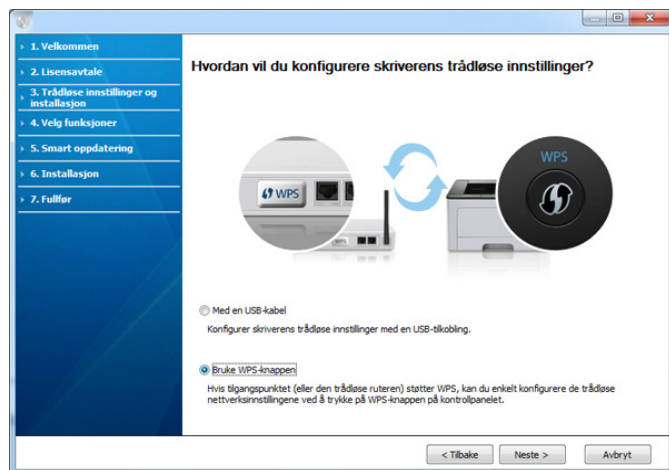 1. Velkommen
2. Lisensavtale
3. Trådløse innstillinger og
installasjon
4. Velg funksjoner
5. Smart oppdatering
6. Installasjon
7. Fullfør
Hvordan vil du konfigurere skriverens trådløse innstillinger?
WPS
WPS
WPS
Med en USB-kabel
Konfigurer skriverens trådløse innstillinger med en USB-tilkobling.
Bruke WPS-knappen
Hvis tilgangspunktet (eller den trådløse ruteren) støtter WPS, kan du enkelt konfigurere de trådløse
nettverksinnstillingene ved å trykke på WPS-knappen på kontrollpanelet.
< Tilbake Neste > Avbryt